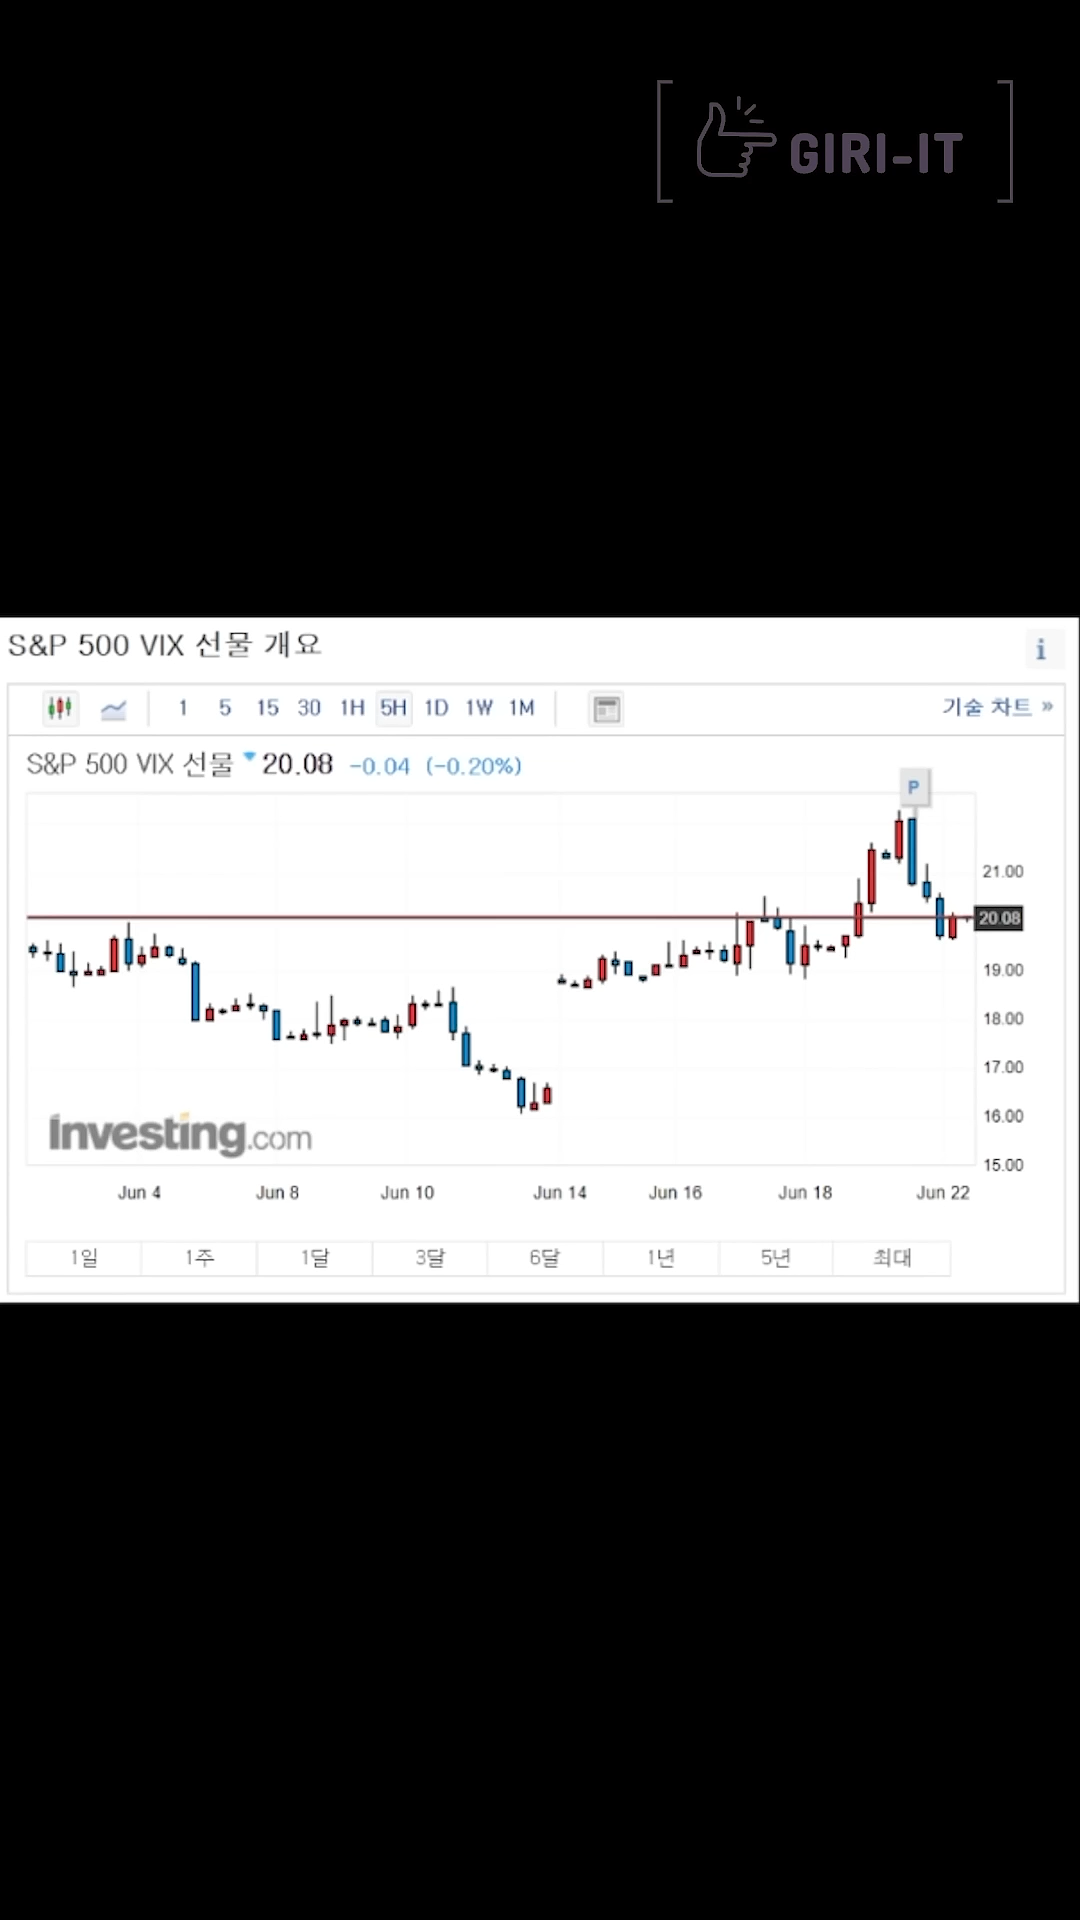 GIRI-IT
S&P 500 VIX 선물 개요
i
1 5 15 30 1H 5H 1D 1W 1M 기술 차트 »
S&P 500 VIX 선물 20.08 -0.04 (-0.20%)
P
21.00
20.08
19.00
18.00
17.00
16.00
15.00
Investing.com
Jun 4 Jun 8 Jun 10 Jun 14 Jun 16 Jun 18 Jun 22
1일 1주 1달 3달 6달 1년 5년 최대